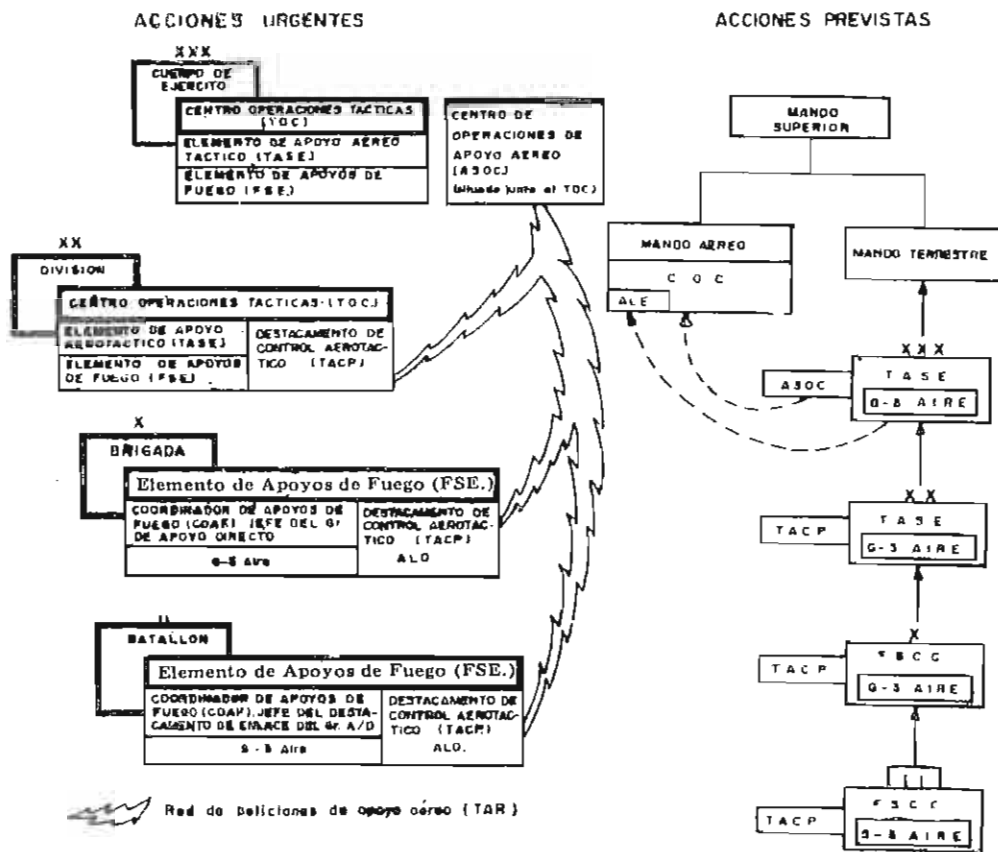 ACCIONES URGENTES
XXX
CUERPO DE
EJERCITO
CENTRO OPERACIONES TACTICAS
(TOC)
ELEMENTO DE APOYO AÉREO
TACTICO (TASE)
ELEMENTO DE APOYOS DE
FUEGO (FSE.)
CENTRO DE
OPERACIONES DE
APOYO AEREO
(ASOC)
(situado junto al TOC)
XX
DIVISION
CENTRO OPERACIONES TACTICAS-(TOC)
ELEMENTO DE APOYO
AEROTACTICO (TASE)
ELEMENTO DE APOYOS
DE FUEGO (FSE)
DESTACAMENTO DE
CONTROL AEROTAC-
TICO (TACP)
X
BRIGADA
Elemento de Apoyos de Fuego (FSE.)
COORDINADOR DE APOYOS DE
FUEGO (COAF). JEFE DEL Gr.
DE APOYO DIRECTO
G-3 Aire
DESTACAMENTO DE
CONTROL AEROTAC-
TICO (TACP)
ALO
II
BATALLON
Elemento de Apoyos de Fuego (FSE.)
COORDINADOR DE APOYOS DE
FUEGO (COAF). JEFE DEL DESTA-
CAMENTO DE ENLACE DEL Gr. A/D
S-3 Aire
DESTACAMENTO DE
CONTROL AEROTAC-
TICO (TACP.)
ALO.
Red de peticiones de apoyo aéreo (TAR)
ACCIONES PREVISTAS
MANDO
SUPERIOR
MANDO AEREO
C O C
ALE
MANDO TERRESTRE
XXX
ASOC
TASE
G-3 AIRE
XX
TACP
TASE
G-3 AIRE
X
TACP
FSCC
G-3 AIRE
II
TACP
FSCC
S-3 AIRE